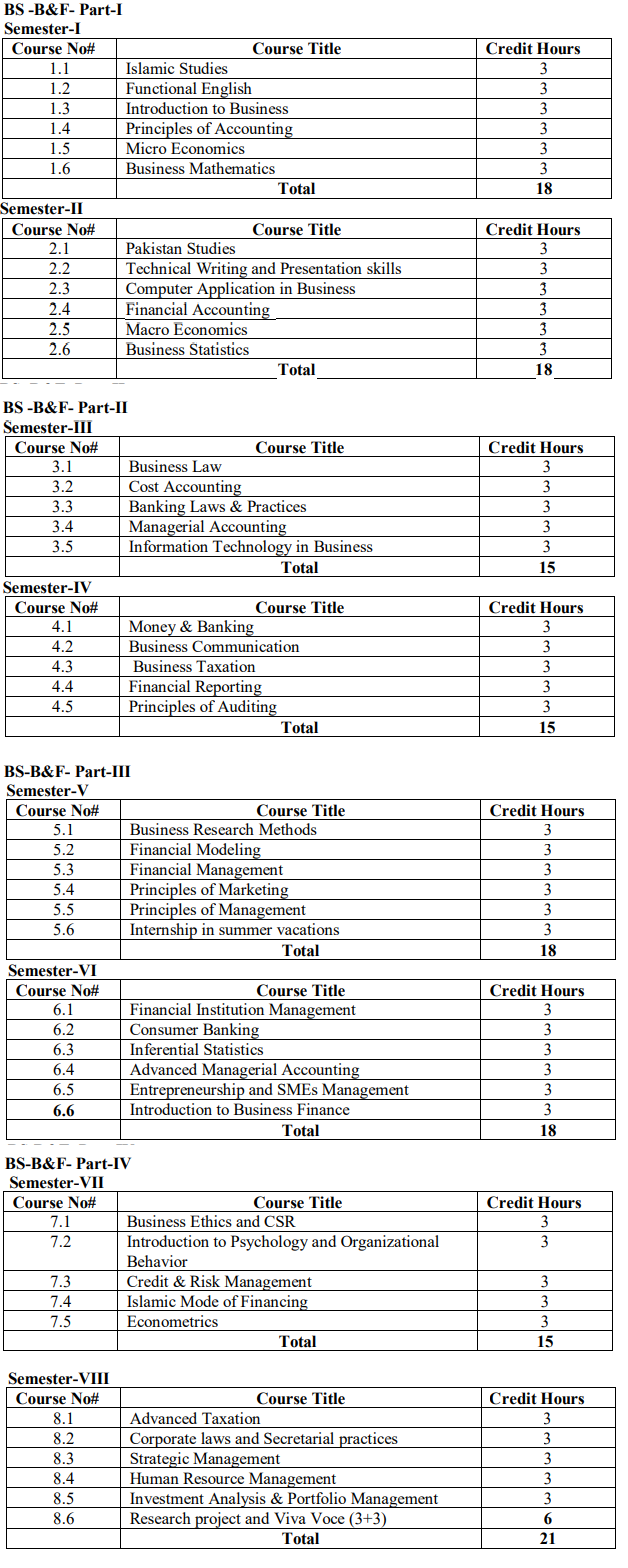 BS -B&F- Part-I
Semester-I
Course No# Course Title Credit Hours
1.1 Islamic Studies 3
1.2 Functional English 3
1.3 Introduction to Business 3
1.4 Principles of Accounting 3
1.5 Micro Economics 3
1.6 Business Mathematics 3
Total 18
Semester-II
Course No# Course Title Credit Hours
2.1 Pakistan Studies 3
2.2 Technical Writing and Presentation skills 3
2.3 Computer Application in Business 3
2.4 Financial Accounting 3
2.5 Macro Economics 3
2.6 Business Statistics 3
Total 18
BS -B&F- Part-II
Semester-III
Course No# Course Title Credit Hours
3.1 Business Law 3
3.2 Cost Accounting 3
3.3 Banking Laws & Practices 3
3.4 Managerial Accounting 3
3.5 Information Technology in Business 3
Total 15
Semester-IV
Course No# Course Title Credit Hours
4.1 Money & Banking 3
4.2 Business Communication 3
4.3 Business Taxation 3
4.4 Financial Reporting 3
4.5 Principles of Auditing 3
Total 15
BS-B&F- Part-III
Semester-V
Course No# Course Title Credit Hours
5.1 Business Research Methods 3
5.2 Financial Modeling 3
5.3 Financial Management 3
5.4 Principles of Marketing 3
5.5 Principles of Management 3
5.6 Internship in summer vacations 3
Total 18
Semester-VI
Course No# Course Title Credit Hours
6.1 Financial Institution Management 3
6.2 Consumer Banking 3
6.3 Inferential Statistics 3
6.4 Advanced Managerial Accounting 3
6.5 Entrepreneurship and SMEs Management 3
6.6 Introduction to Business Finance 3
Total 18
BS-B&F- Part-IV
Semester-VII
Course No# Course Title Credit Hours
7.1 Business Ethics and CSR 3
7.2 Introduction to Psychology and Organizational 3
Behavior
7.3 Credit & Risk Management 3
7.4 Islamic Mode of Financing 3
7.5 Econometrics 3
Total 15
Semester-VIII
Course No# Course Title Credit Hours
8.1 Advanced Taxation 3
8.2 Corporate laws and Secretarial practices 3
8.3 Strategic Management 3
8.4 Human Resource Management 3
8.5 Investment Analysis & Portfolio Management 3
8.6 Research project and Viva Voce (3+3) 6
Total 21